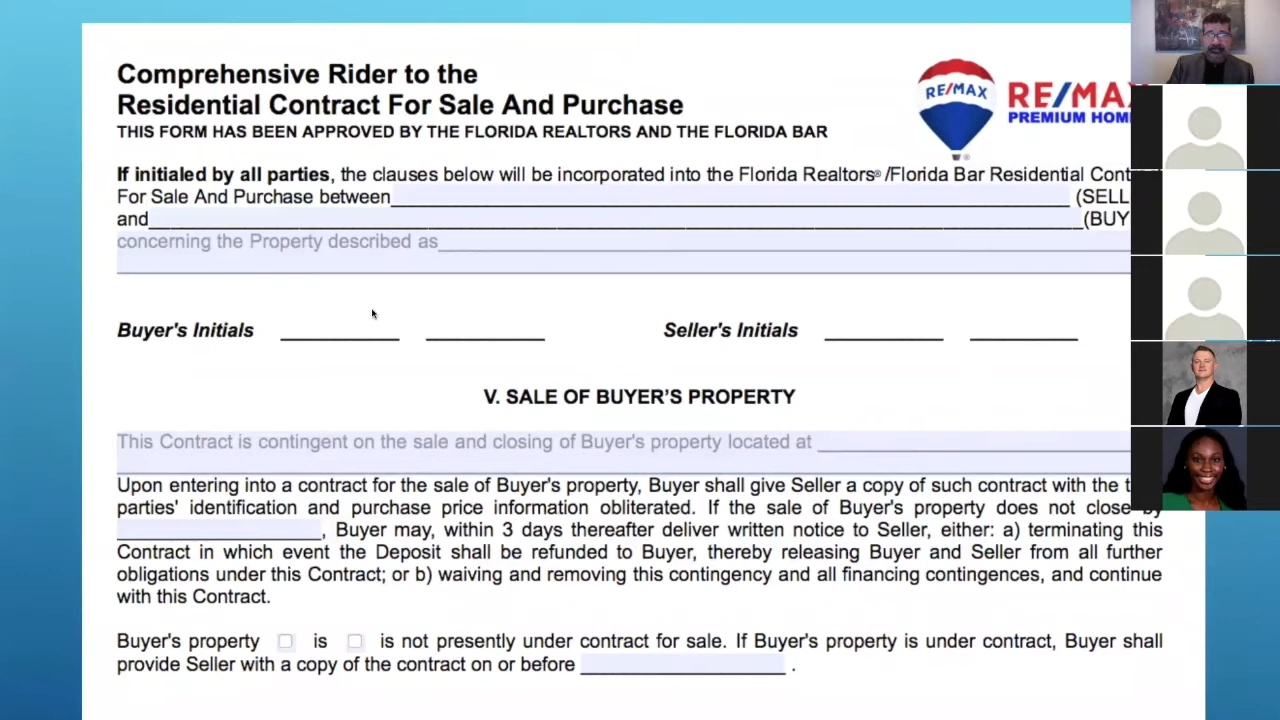 Comprehensive Rider to the
Residential Contract For Sale And Purchase
THIS FORM HAS BEEN APPROVED BY THE FLORIDA REALTORS AND THE FLORIDA BAR
RE/MAX
RE/MAX
PREMIUM
If initialed by all parties, the clauses below will be incorporated into the Florida Realtors® /Florida Bar Residential
For Sale And Purchase between (SELL
and (BUY
concerning the Property described as
Buyer's Initials Seller's Initials
V. SALE OF BUYER'S PROPERTY
This Contract is contingent on the sale and closing of Buyer's property located at
Upon entering into a contract for the sale of Buyer's property, Buyer shall give Seller a copy of such contract with the
parties' identification and purchase price information obliterated. If the sale of Buyer's property does not close by
, Buyer may, within 3 days thereafter deliver written notice to Seller, either: a) terminating this
Contract in which event the Deposit shall be refunded to Buyer, thereby releasing Buyer and Seller from all further
obligations under this Contract; or b) waiving and removing this contingency and all financing contingences, and continue
with this Contract.
Buyer's property is is not presently under contract for sale. If Buyer's property is under contract, Buyer shall
provide Seller with a copy of the contract on or before .